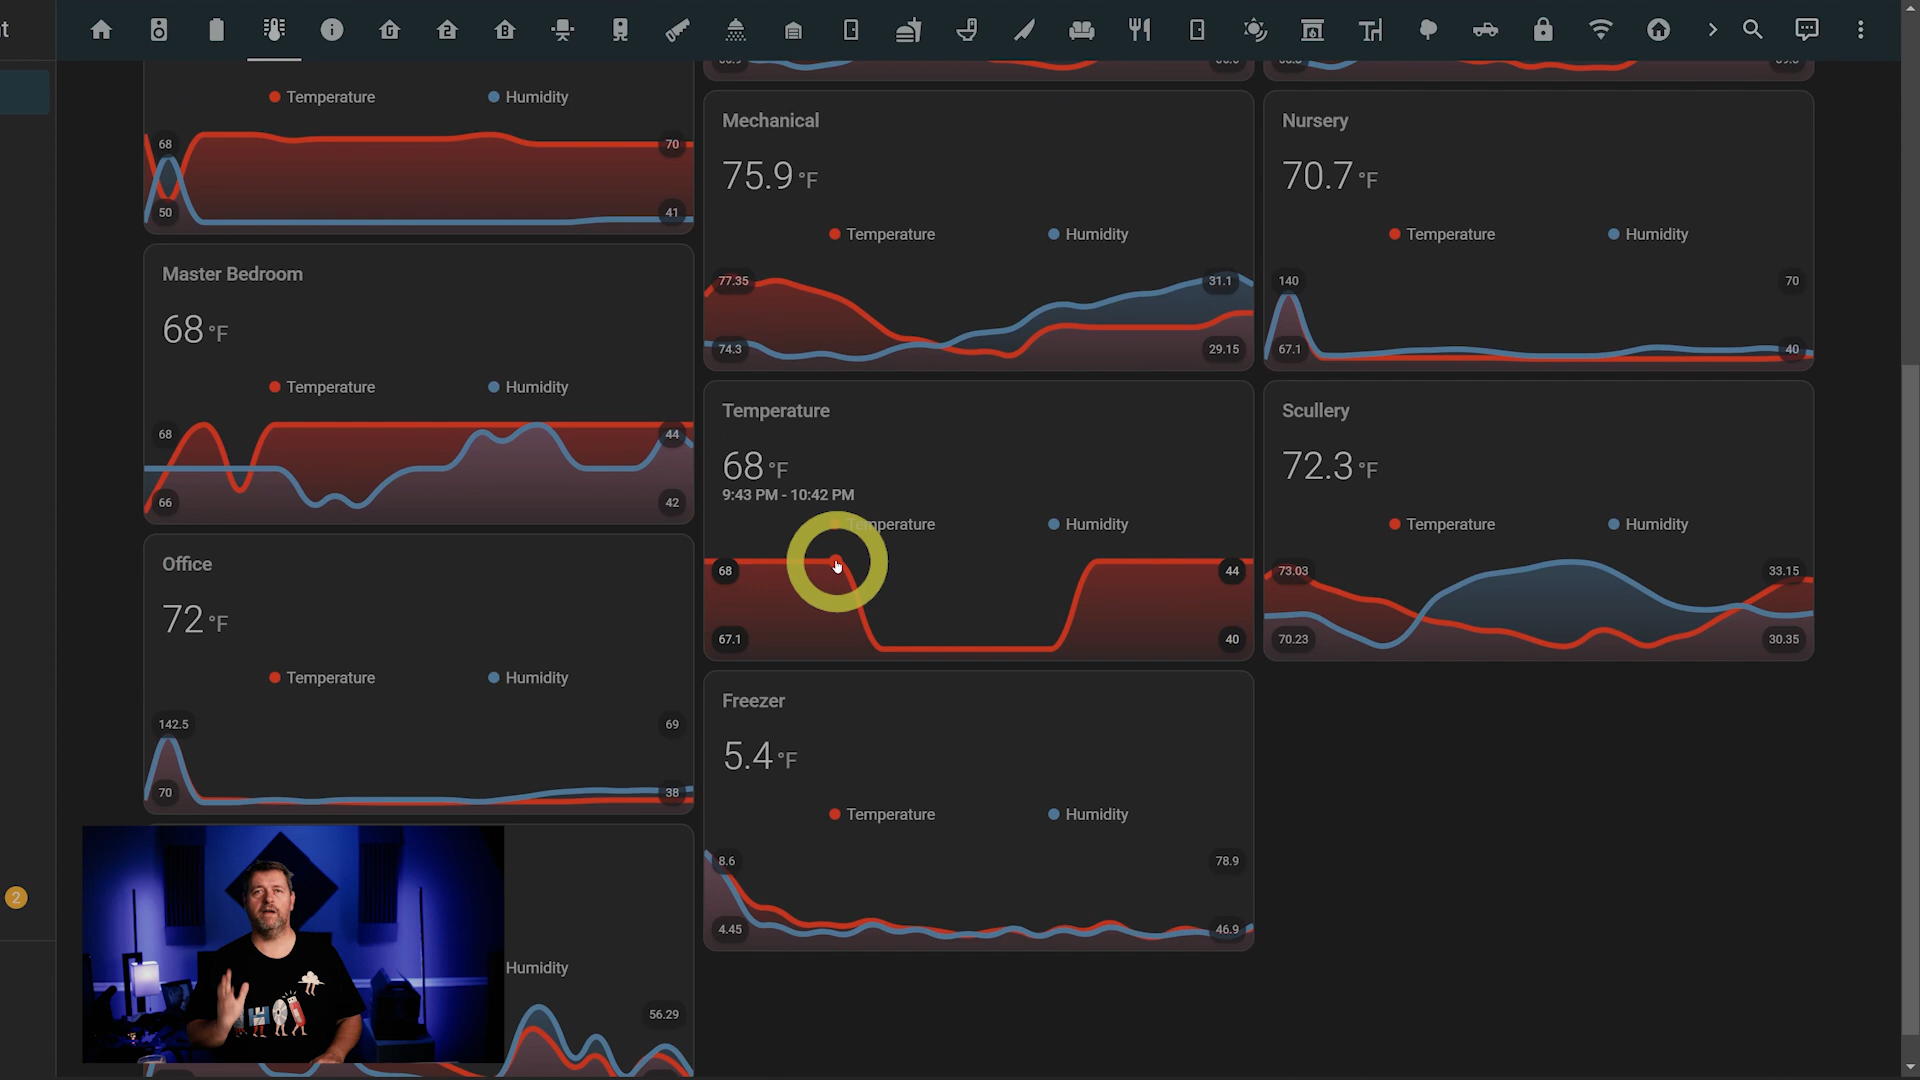 t
Temperature Humidity
68 70
50 41
Master Bedroom
68 °F
Temperature Humidity
68 44
66 42
Office
72 °F
Temperature Humidity
142.5 69
70 38
Humidity
56.29
Mechanical
75.9 °F
Temperature Humidity
77.35 31.1
74.3 29.15
Temperature
68 °F
9:43 PM - 10:42 PM
Temperature Humidity
68 44
67.1 40
Freezer
5.4 °F
Temperature Humidity
8.6 78.9
4.45 46.9
Nursery
70.7 °F
Temperature Humidity
140 70
67.1 40
Scullery
72.3 °F
Temperature Humidity
73.03 33.15
70.23 30.35
2